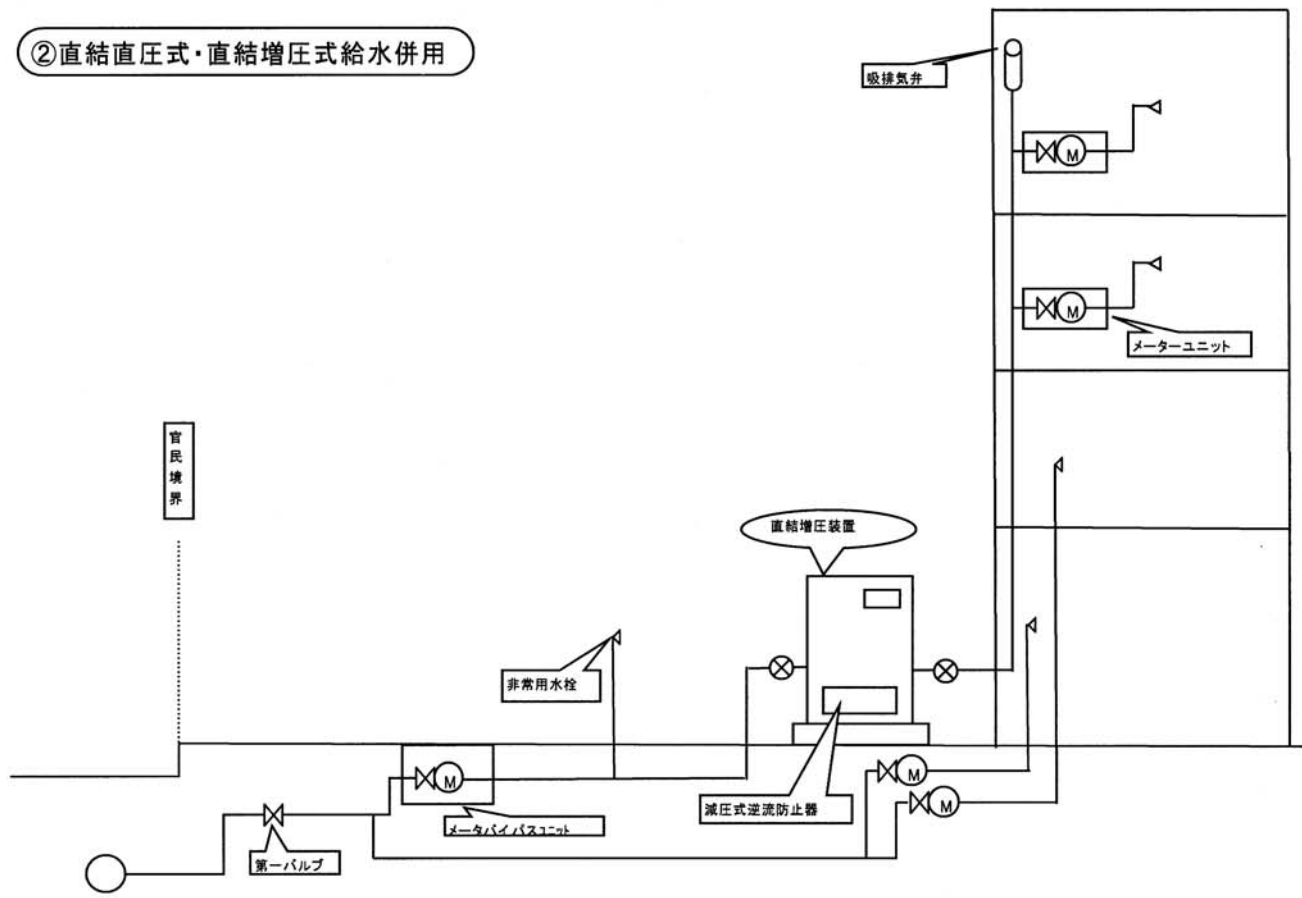 ②直結直圧式・直結増圧式給水併用
吸排気弁
M
M
メーターユニット
官民境界
直結増圧装置
非常用水栓
M
M
M
減圧式逆流防止器
メータバイパスユニット
第一バルブ